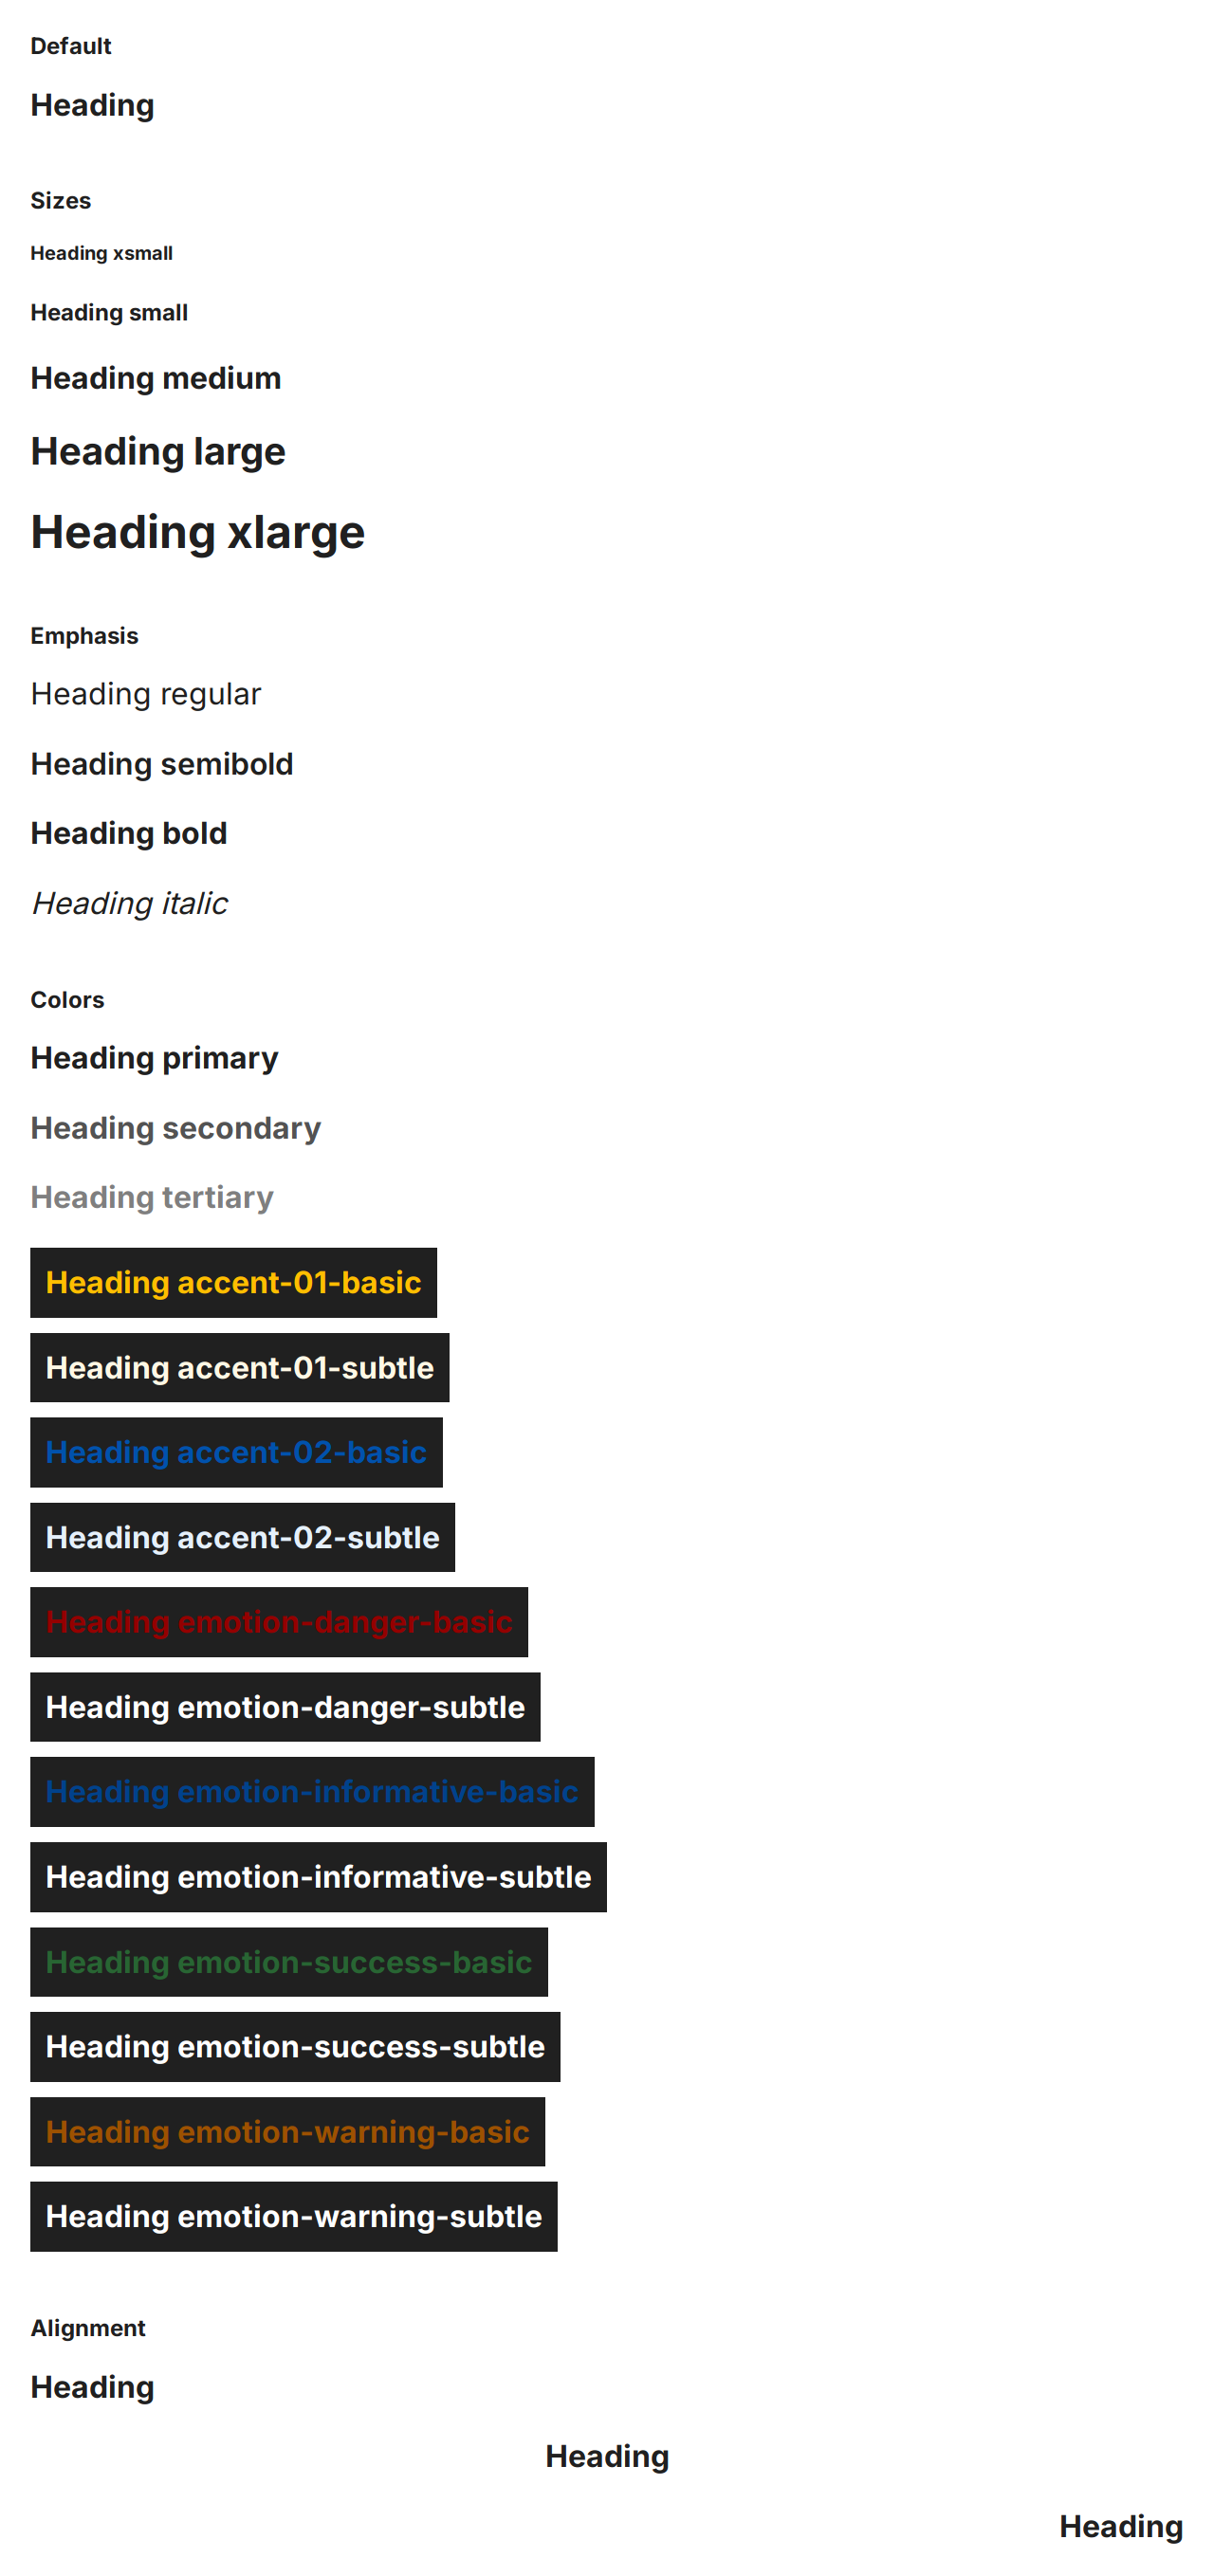 Default
Heading
Sizes
Heading xsmall
Heading small
Heading medium
Heading large
Heading xlarge
Emphasis
Heading regular
Heading semibold
Heading bold
Heading italic
Colors
Heading primary
Heading secondary
Heading tertiary
Heading accent-01-basic
Heading accent-01-subtle
Heading accent-02-basic
Heading accent-02-subtle
Heading emotion-danger-basic
Heading emotion-danger-subtle
Heading emotion-informative-basic
Heading emotion-informative-subtle
Heading emotion-success-basic
Heading emotion-success-subtle
Heading emotion-warning-basic
Heading emotion-warning-subtle
Alignment
Heading
Heading
Heading